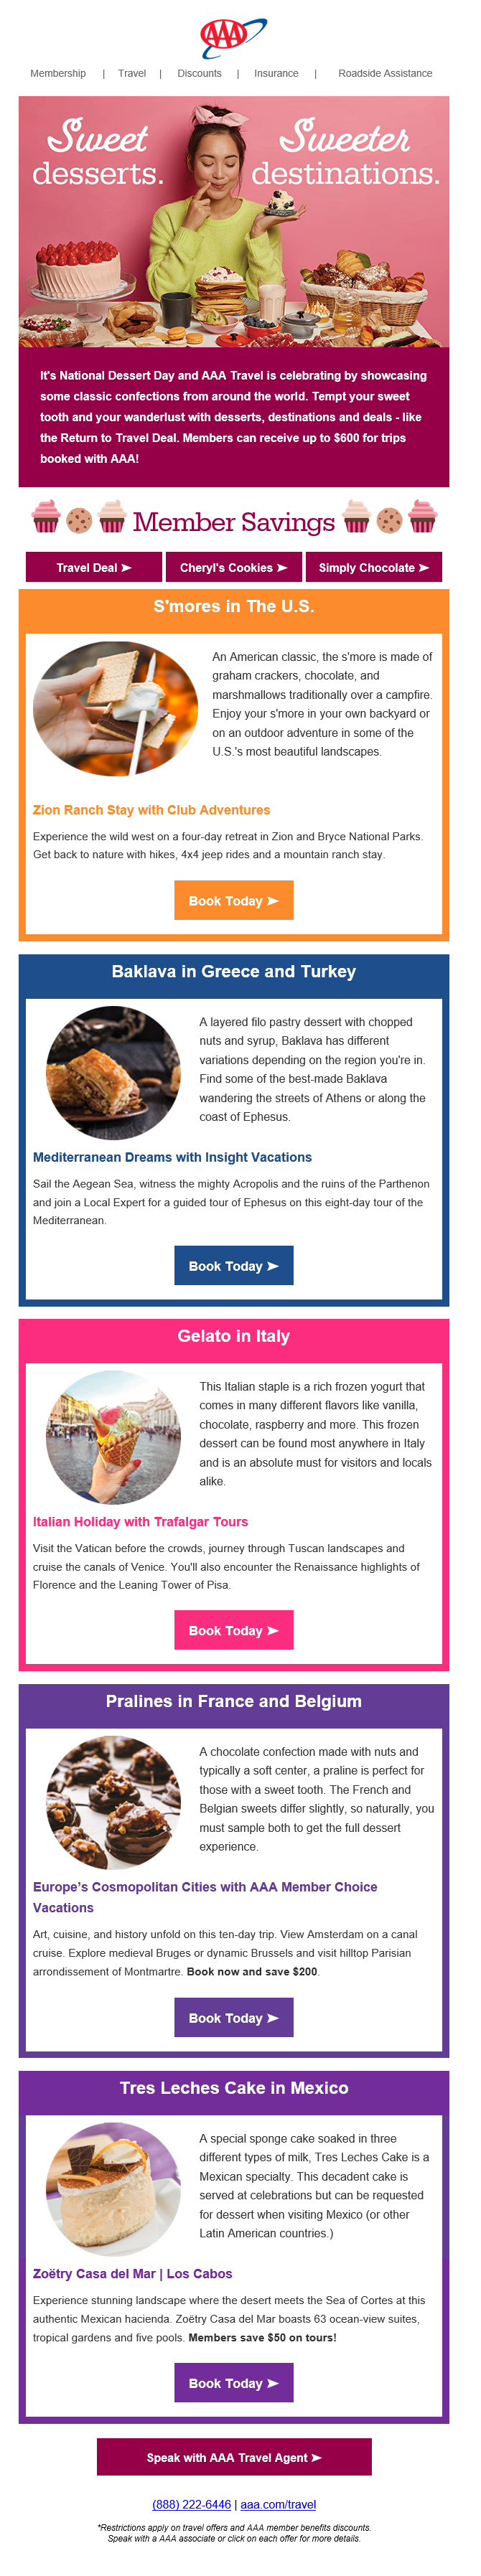 AAA
Membership | Travel | Discounts | Insurance | Roadside Assistance
Sweet desserts.
Sweeter destinations.
It's National Dessert Day and AAA Travel is celebrating by showcasing
some classic confections from around the world. Tempt your sweet
tooth and your wanderlust with desserts, destinations and deals - like
the Return to Travel Deal. Members can receive up to $600 for trips
booked with AAA!
Member Savings
Travel Deal ➤ Cheryl's Cookies ➤ Simply Chocolate ➤
S'mores in The U.S.
An American classic, the s'more is made of
graham crackers, chocolate, and
marshmallows traditionally over a campfire.
Enjoy your s'more in your own backyard or
on an outdoor adventure in some of the
U.S.'s most beautiful landscapes.
Zion Ranch Stay with Club Adventures
Experience the wild west on a four-day retreat in Zion and Bryce National Parks.
Get back to nature with hikes, 4x4 jeep rides and a mountain ranch stay.
Book Today ➤
Baklava in Greece and Turkey
A layered filo pastry dessert with chopped
nuts and syrup, Baklava has different
variations depending on the region you're in.
Find some of the best-made Baklava
wandering the streets of Athens or along the
coast of Ephesus.
Mediterranean Dreams with Insight Vacations
Sail the Aegean Sea, witness the mighty Acropolis and the ruins of the Parthenon
and join a Local Expert for a guided tour of Ephesus on this eight-day tour of the
Mediterranean.
Book Today ➤
Gelato in Italy
This Italian staple is a rich frozen yogurt that
comes in many different flavors like vanilla,
chocolate, raspberry and more. This frozen
dessert can be found most anywhere in Italy
and is an absolute must for visitors and locals
alike.
Italian Holiday with Trafalgar Tours
Visit the Vatican before the crowds, journey through Tuscan landscapes and
cruise the canals of Venice. You'll also encounter the Renaissance highlights of
Florence and the Leaning Tower of Pisa.
Book Today ➤
Pralines in France and Belgium
A chocolate confection made with nuts and
typically a soft center, a praline is perfect for
those with a sweet tooth. The French and
Belgian sweets differ slightly, so naturally, you
must sample both to get the full dessert
experience.
Europe’s Cosmopolitan Cities with AAA Member Choice
Vacations
Art, cuisine, and history unfold on this ten-day trip. View Amsterdam on a canal
cruise. Explore medieval Bruges or dynamic Brussels and visit hilltop Parisian
arrondissement of Montmartre. Book now and save $200.
Book Today ➤
Tres Leches Cake in Mexico
A special sponge cake soaked in three
different types of milk, Tres Leches Cake is a
Mexican specialty. This decadent cake is
served at celebrations but can be requested
for dessert when visiting Mexico (or other
Latin American countries.)
Zoëtry Casa del Mar | Los Cabos
Experience stunning landscape where the desert meets the Sea of Cortes at this
authentic Mexican hacienda. Zoëtry Casa del Mar boasts 63 ocean-view suites,
tropical gardens and five pools. Members save $50 on tours!
Book Today ➤
Speak with AAA Travel Agent ➤
(888) 222-6446 | aaa.com/travel
*Restrictions apply on travel offers and AAA member benefits discounts.
Speak with a AAA associate or click on each offer for more details.